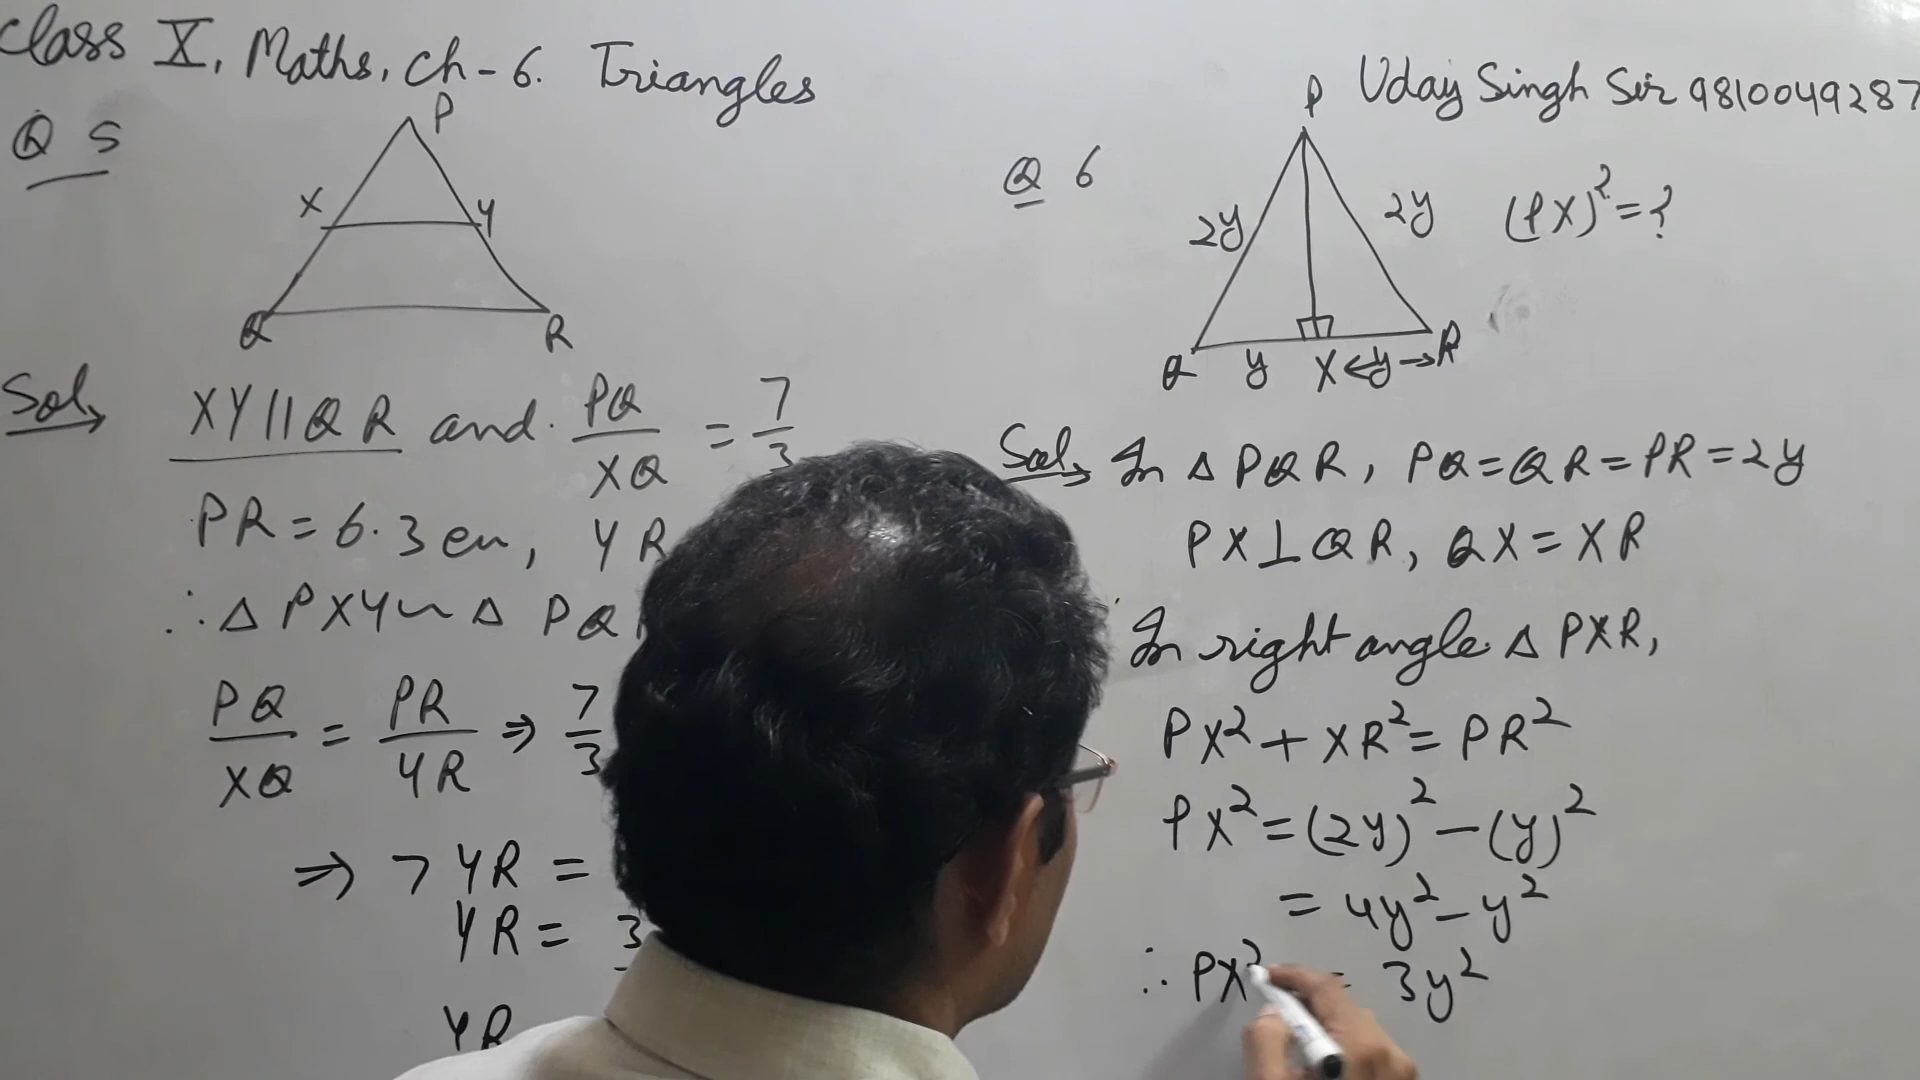 Class X, Maths, Ch-6. Triangles
Uday Singh Sir 9810049287
Q 5
P
X Y
Q R
Sol,
XY || QR and. PQ/XQ = 7/3
PR = 6.3 cm, YR
∴ Δ PXY ~ Δ PQ
PQ/XQ = PR/YR ⇒ 7/3
⇒ 7 YR =
YR = 3
YR
Q 6
P
2y 2y (PX)² = ?
Q y X ←y→ R
Sol, In Δ PQR, PQ = QR = PR = 2y
PX ⊥ QR, QX = XR
In right angle Δ PXR,
PX² + XR² = PR²
PX² = (2y)² − (y)²
= 4y² − y²
∴ PX² = 3y²